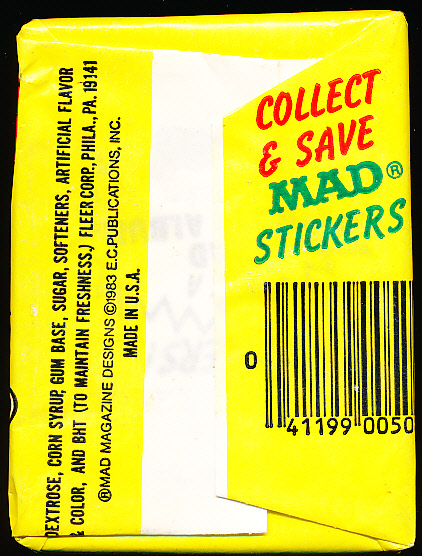 DEXTROSE, CORN SYRUP, GUM BASE, SUGAR, SOFTENERS, ARTIFICIAL FLAVOR
& COLOR, AND BHT (TO MAINTAIN FRESHNESS.) FLEER CORP., PHILA., PA. 19141
®MAD MAGAZINE DESIGNS ©1983 E.C. PUBLICATIONS, INC.
MADE IN U.S.A.
COLLECT
& SAVE
MAD®
STICKERS
0
41199 0050